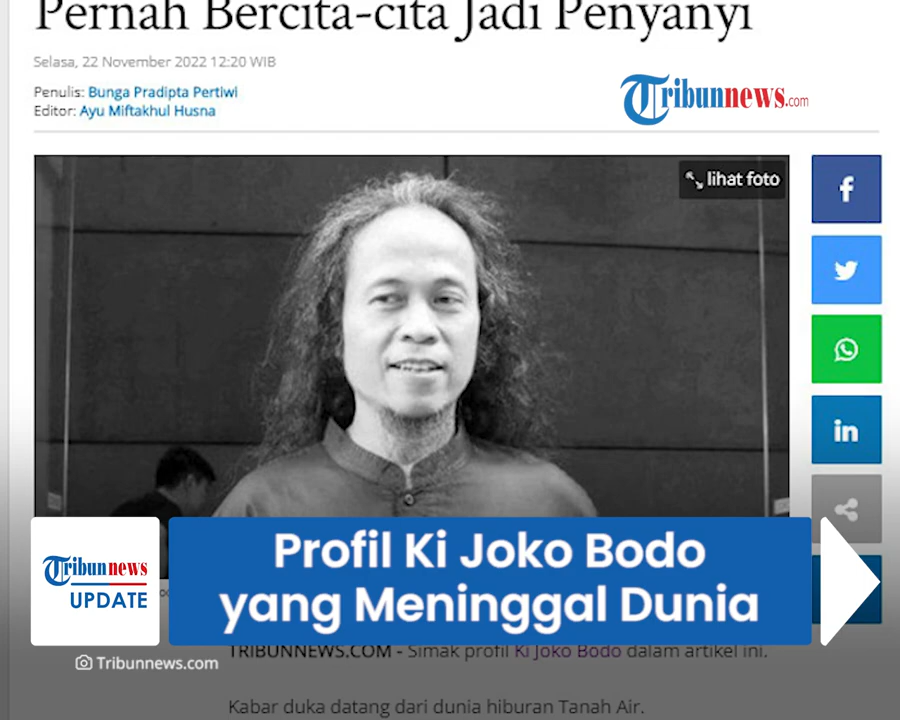 Pernah Bercita-cita Jadi Penyanyi
Selasa, 22 November 2022 12:20 WIB
Penulis: Bunga Pradipta Pertiwi
Editor: Ayu Miftakhul Husna
Tribunnews.com
lihat foto
f
in
Tribunnews
UPDATE
Profil Ki Joko Bodo
yang Meninggal Dunia
TRIBUNNEWS.COM - Simak profil Ki Joko Bodo dalam artikel ini.
Tribunnews.com
Kabar duka datang dari dunia hiburan Tanah Air.